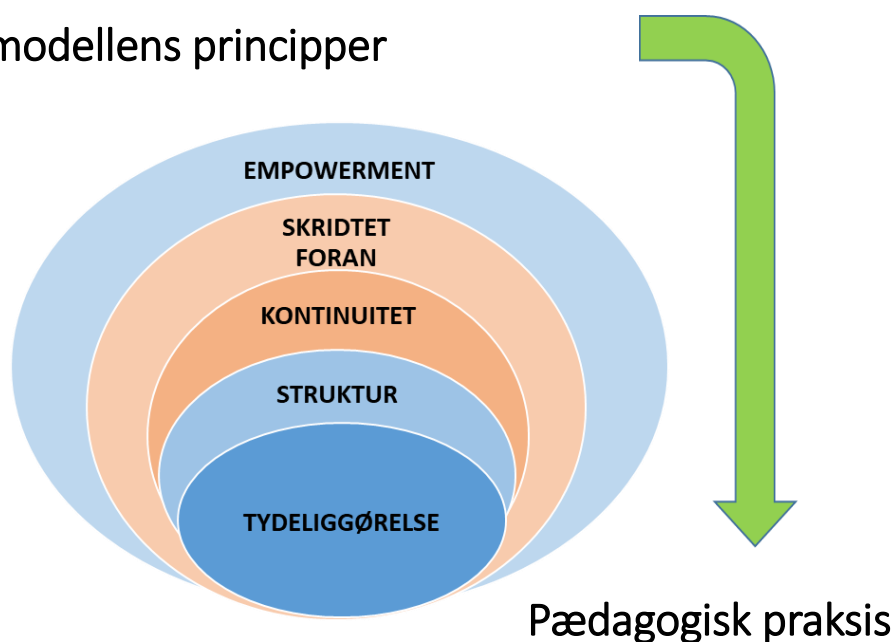 modellens principper
EMPOWERMENT
SKRIDTET
FORAN
KONTINUITET
STRUKTUR
TYDELIGGØRELSE
Pædagogisk praksis